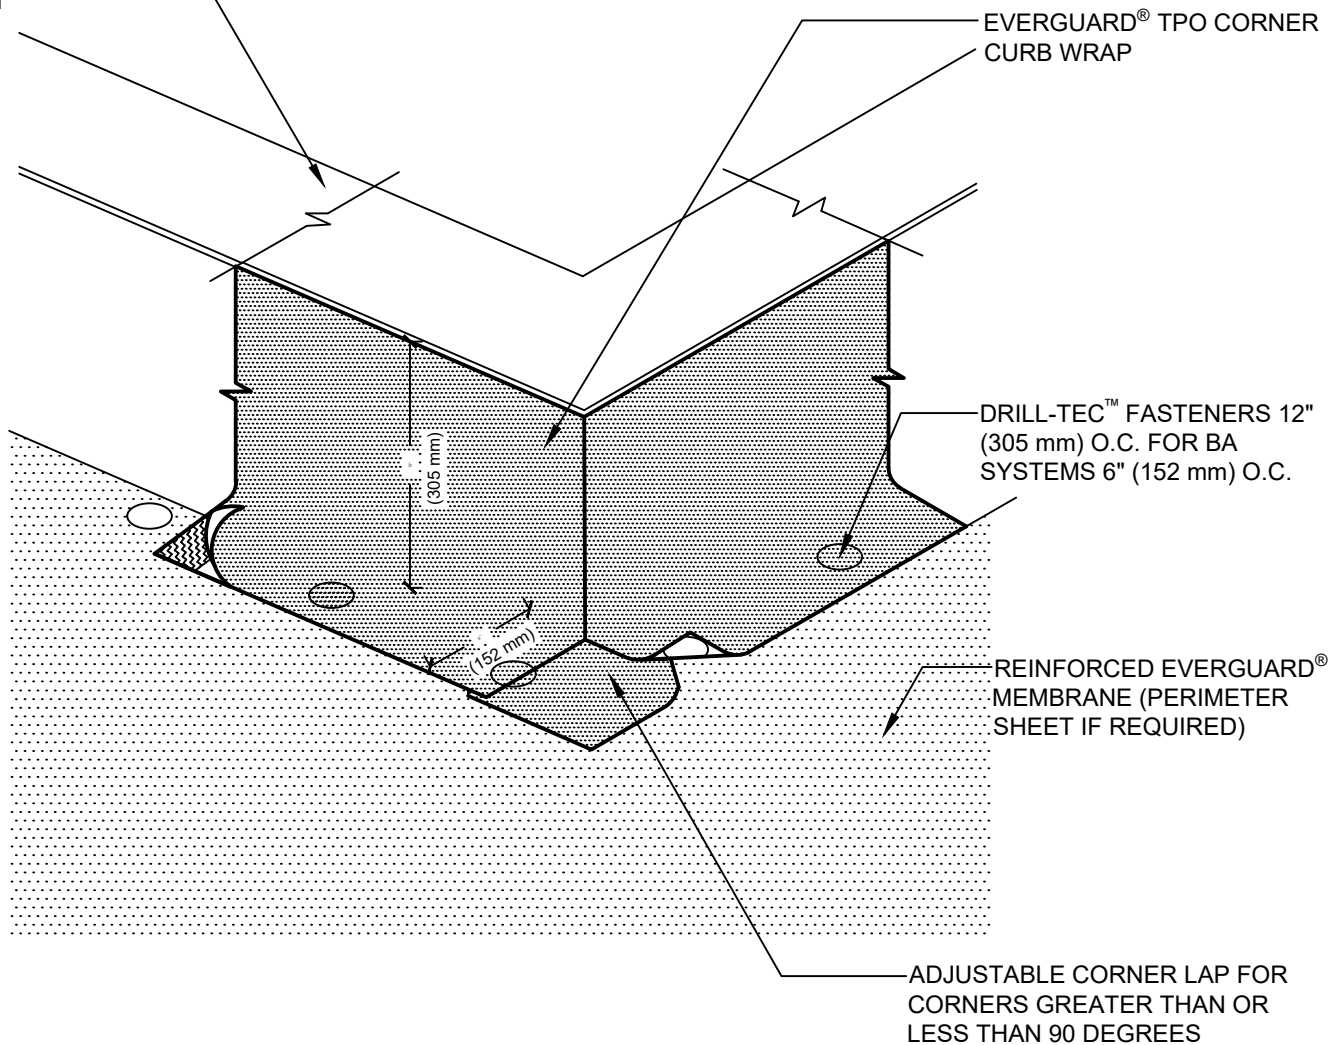 EVERGUARD® TPO CORNER
CURB WRAP
(305 mm)
DRILL-TEC™ FASTENERS 12"
(305 mm) O.C. FOR BA
SYSTEMS 6" (152 mm) O.C.
(152 mm)
REINFORCED EVERGUARD®
MEMBRANE (PERIMETER
SHEET IF REQUIRED)
ADJUSTABLE CORNER LAP FOR
CORNERS GREATER THAN OR
LESS THAN 90 DEGREES